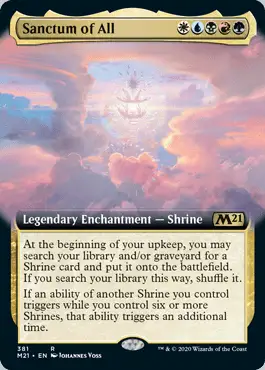 Sanctum of All
Legendary Enchantment — Shrine
M21
At the beginning of your upkeep, you may
search your library and/or graveyard for
a Shrine card and put it onto the battlefield.
If you search your library this way, shuffle it.
If an ability of another Shrine you control
triggers while you control six or more
Shrines, that ability triggers an additional
time.
381 R
M21 • EN Johannes Voss
™ & © 2020 Wizards of the Coast